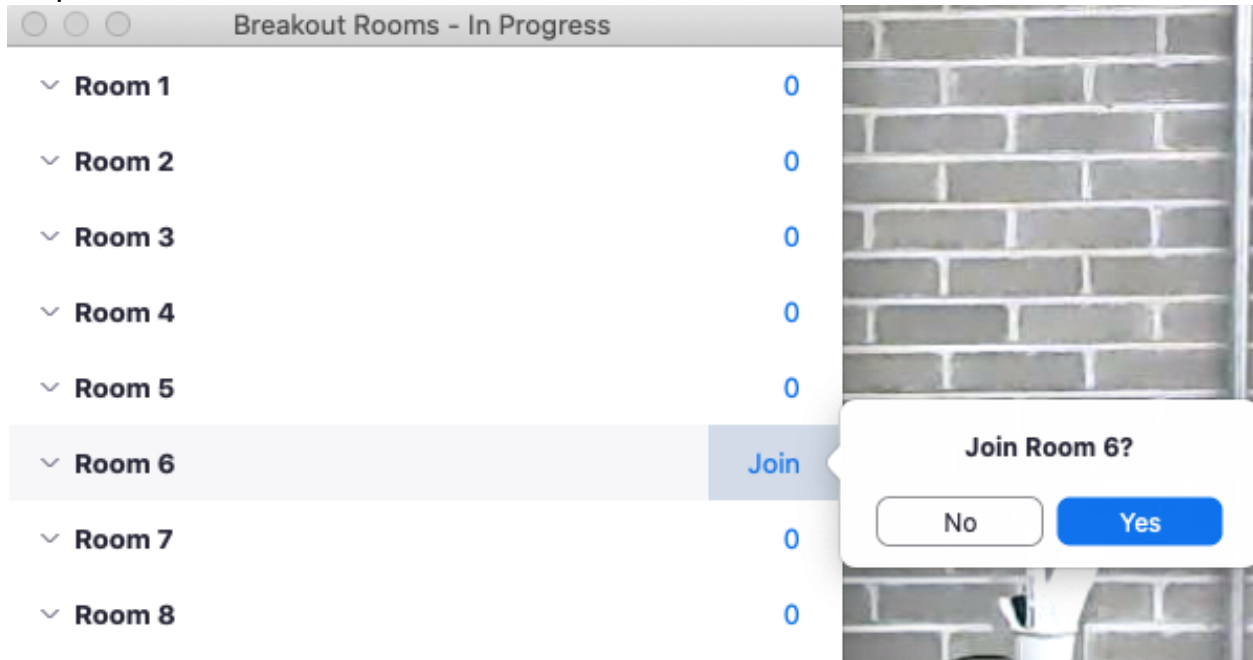 Breakout Rooms - In Progress
Room 1 0
Room 2 0
Room 3 0
Room 4 0
Room 5 0
Room 6 Join
Join Room 6?
No Yes
Room 7 0
Room 8 0